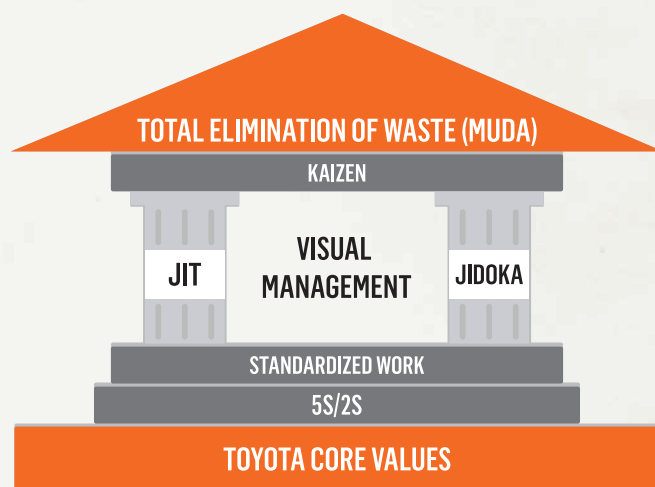 TOTAL ELIMINATION OF WASTE (MUDA)
KAIZEN
JIT
VISUAL
MANAGEMENT
JIDOKA
STANDARDIZED WORK
5S/2S
TOYOTA CORE VALUES